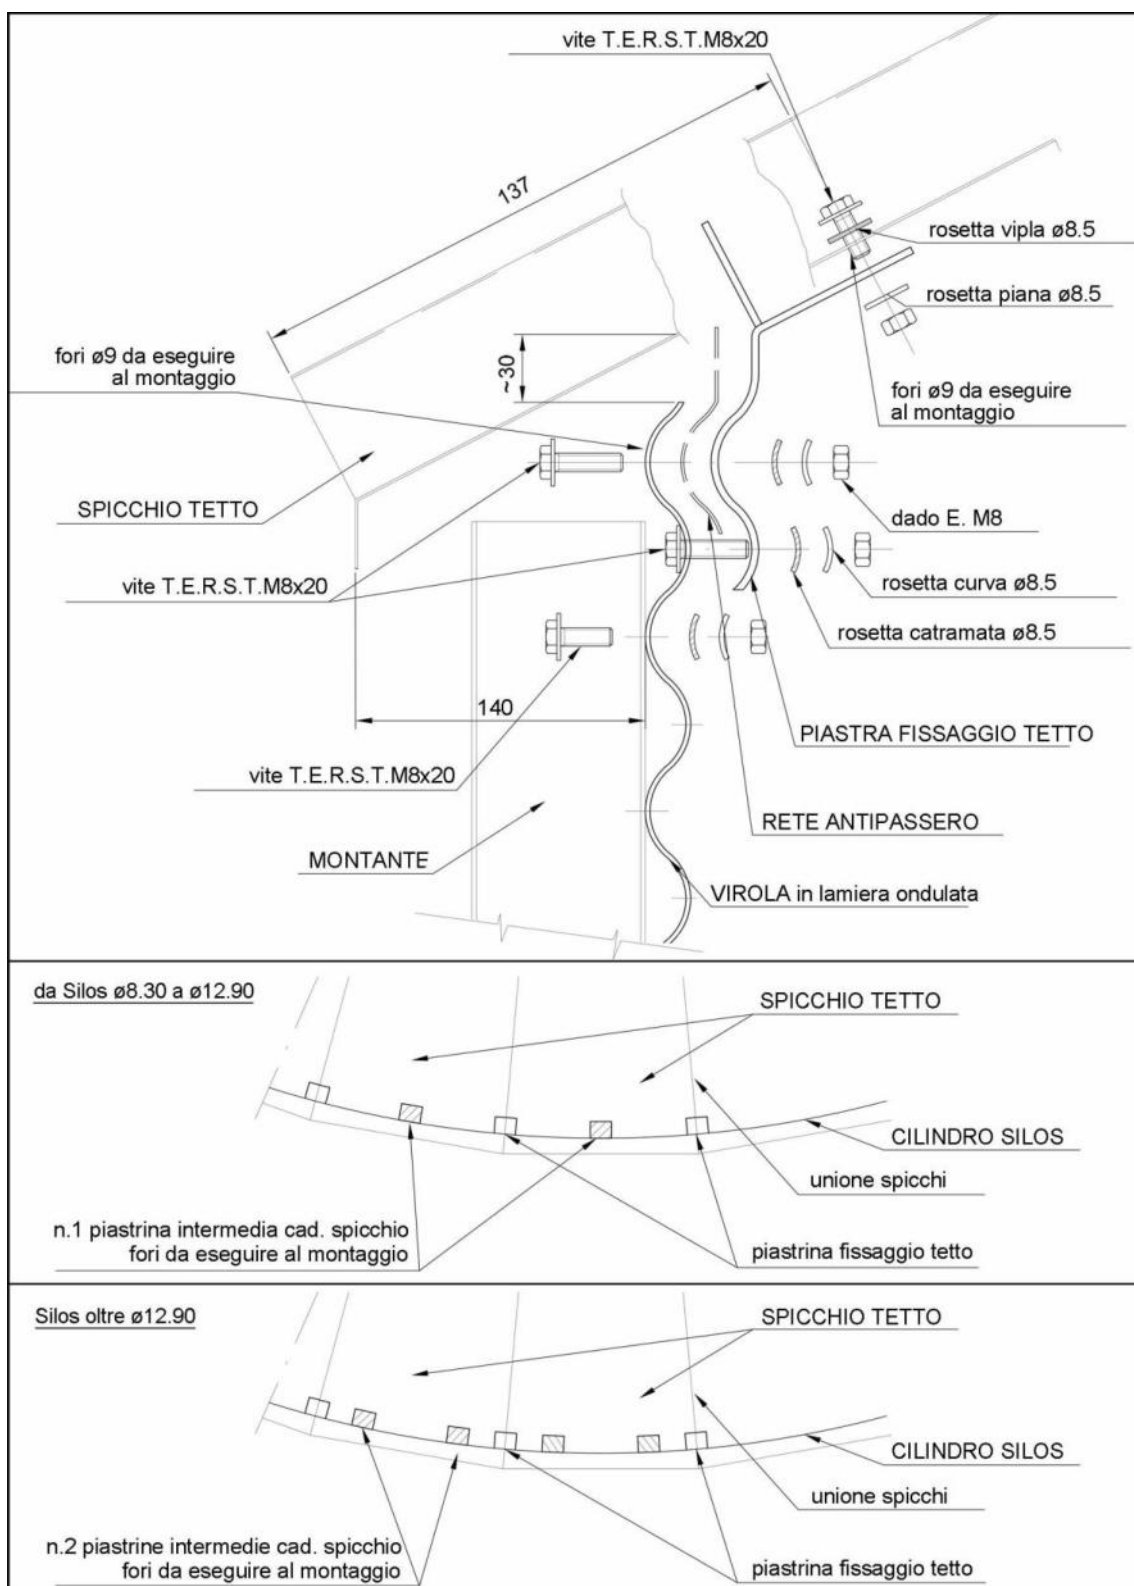 vite T.E.R.S.T.M8x20
137
rosetta vipla ø8.5
rosetta piana ø8.5
fori ø9 da eseguire
al montaggio
~30
fori ø9 da eseguire
al montaggio
SPICCHIO TETTO
dado E. M8
vite T.E.R.S.T.M8x20
rosetta curva ø8.5
rosetta catramata ø8.5
140
PIASTRA FISSAGGIO TETTO
vite T.E.R.S.T.M8x20
RETE ANTIPASSERO
MONTANTE
VIROLA in lamiera ondulata
da Silos ø8.30 a ø12.90
SPICCHIO TETTO
CILINDRO SILOS
unione spicchi
n.1 piastrina intermedia cad. spicchio
fori da eseguire al montaggio
piastrina fissaggio tetto
Silos oltre ø12.90
SPICCHIO TETTO
CILINDRO SILOS
unione spicchi
n.2 piastrine intermedie cad. spicchio
fori da eseguire al montaggio
piastrina fissaggio tetto